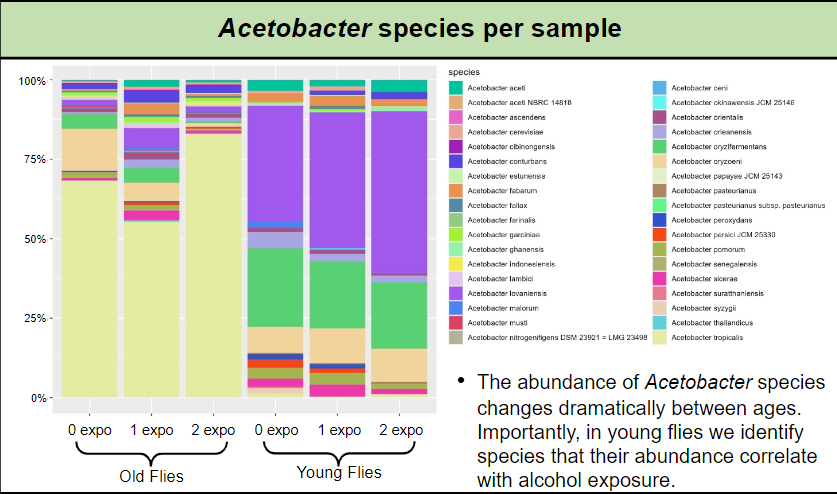 Acetobacter species per sample
100%
75%
50%
25%
0%
0 expo
1 expo
2 expo
0 expo
1 expo
2 expo
Old Flies
Young Flies
species
Acetobacter aceti
Acetobacter aceti NBRC 14818
Acetobacter ascendens
Acetobacter cerevisiae
Acetobacter cibinongensis
Acetobacter conturbans
Acetobacter estunensis
Acetobacter fabarum
Acetobacter fallax
Acetobacter farinalis
Acetobacter garciniae
Acetobacter ghanensis
Acetobacter indonesiensis
Acetobacter lambici
Acetobacter lovaniensis
Acetobacter malorum
Acetobacter musti
Acetobacter nitrogenifigens DSM 23921 = LMG 23498
Acetobacter oeni
Acetobacter okinawensis JCM 25146
Acetobacter orientalis
Acetobacter orleanensis
Acetobacter oryzifermentans
Acetobacter oryzoeni
Acetobacter papayae JCM 25143
Acetobacter pasteurianus
Acetobacter pasteurianus subsp. pasteurianus
Acetobacter peroxydans
Acetobacter persici JCM 25330
Acetobacter pomorum
Acetobacter senegalensis
Acetobacter sicerae
Acetobacter suratthaniensis
Acetobacter syzygii
Acetobacter thailandicus
Acetobacter tropicalis
• The abundance of Acetobacter species
changes dramatically between ages.
Importantly, in young flies we identify
species that their abundance correlate
with alcohol exposure.